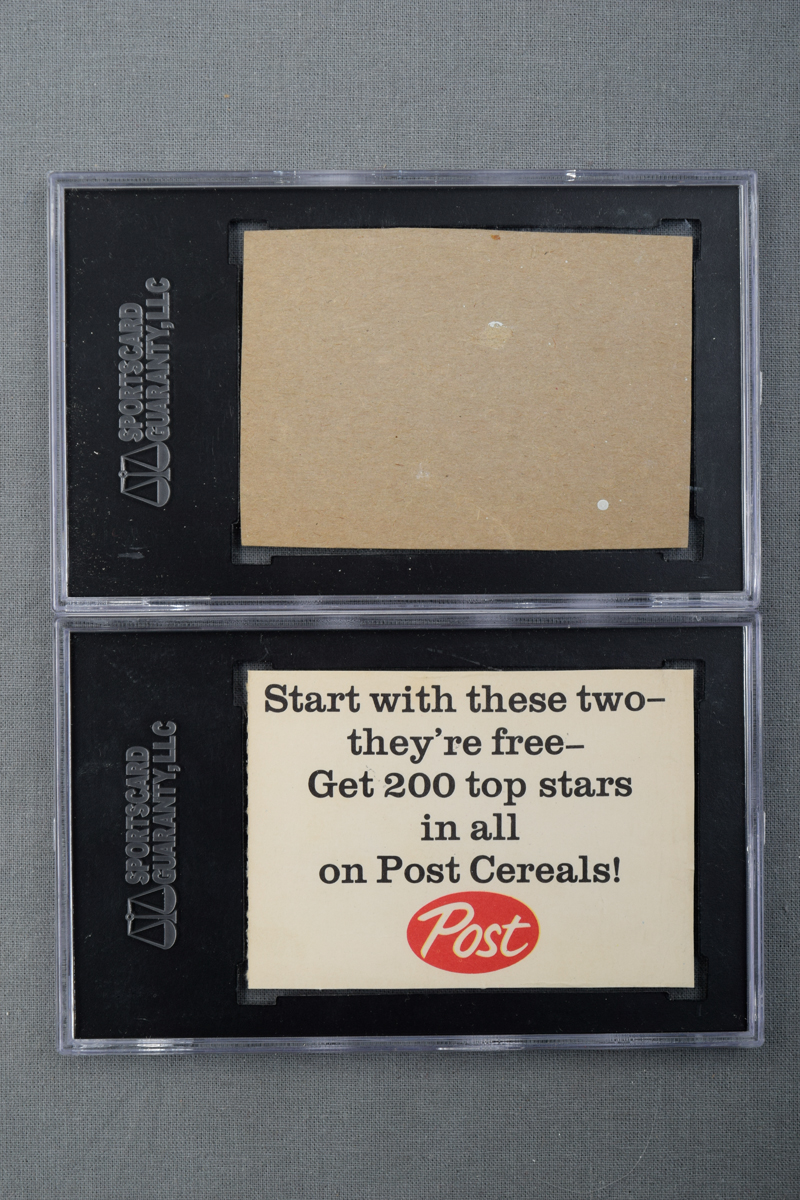 SPORTSCARD
GUARANTY, LLC
Start with these two–
they're free–
Get 200 top stars
in all
on Post Cereals!
Post
SPORTSCARD
GUARANTY, LLC